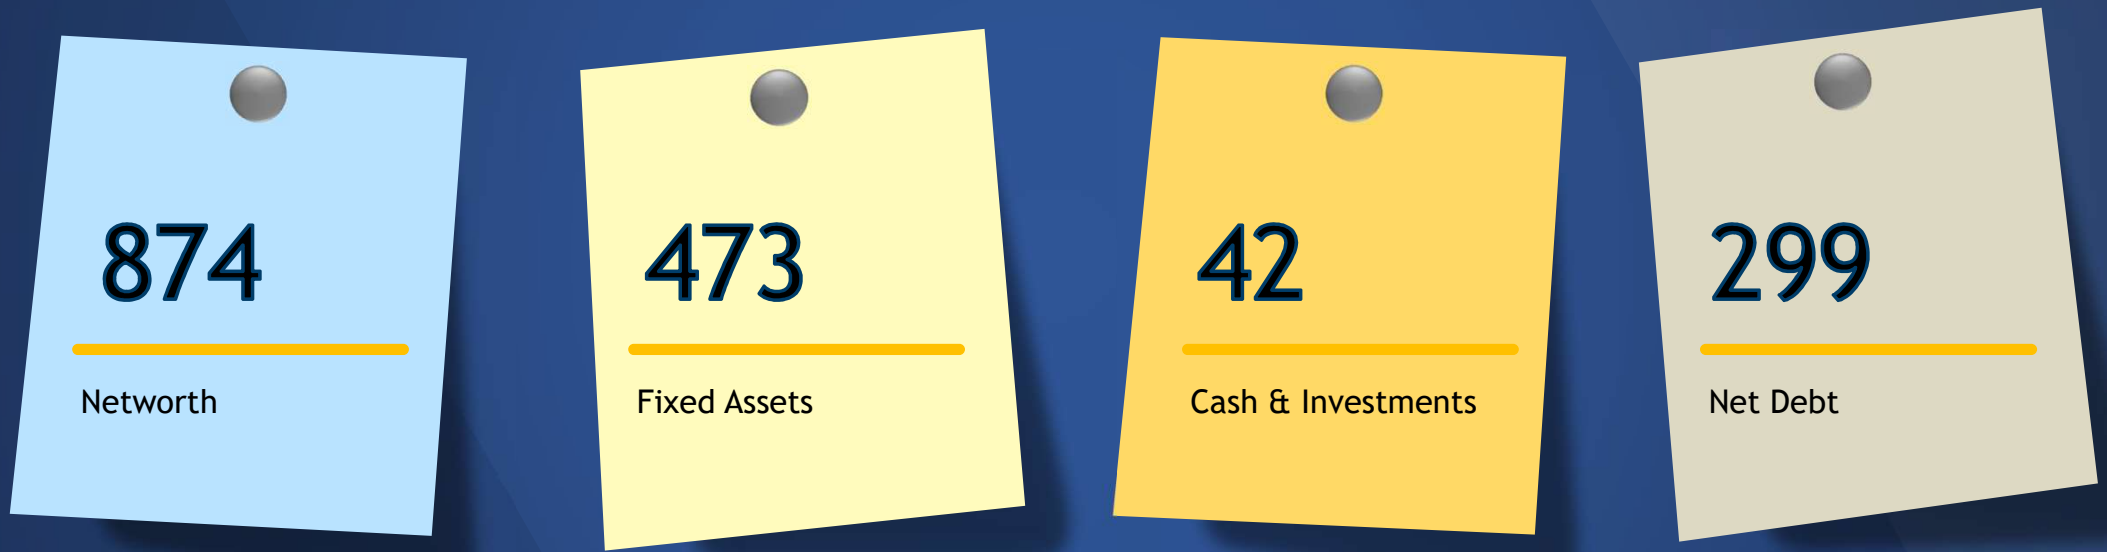 874
Networth
473
Fixed Assets
42
Cash & Investments
299
Net Debt